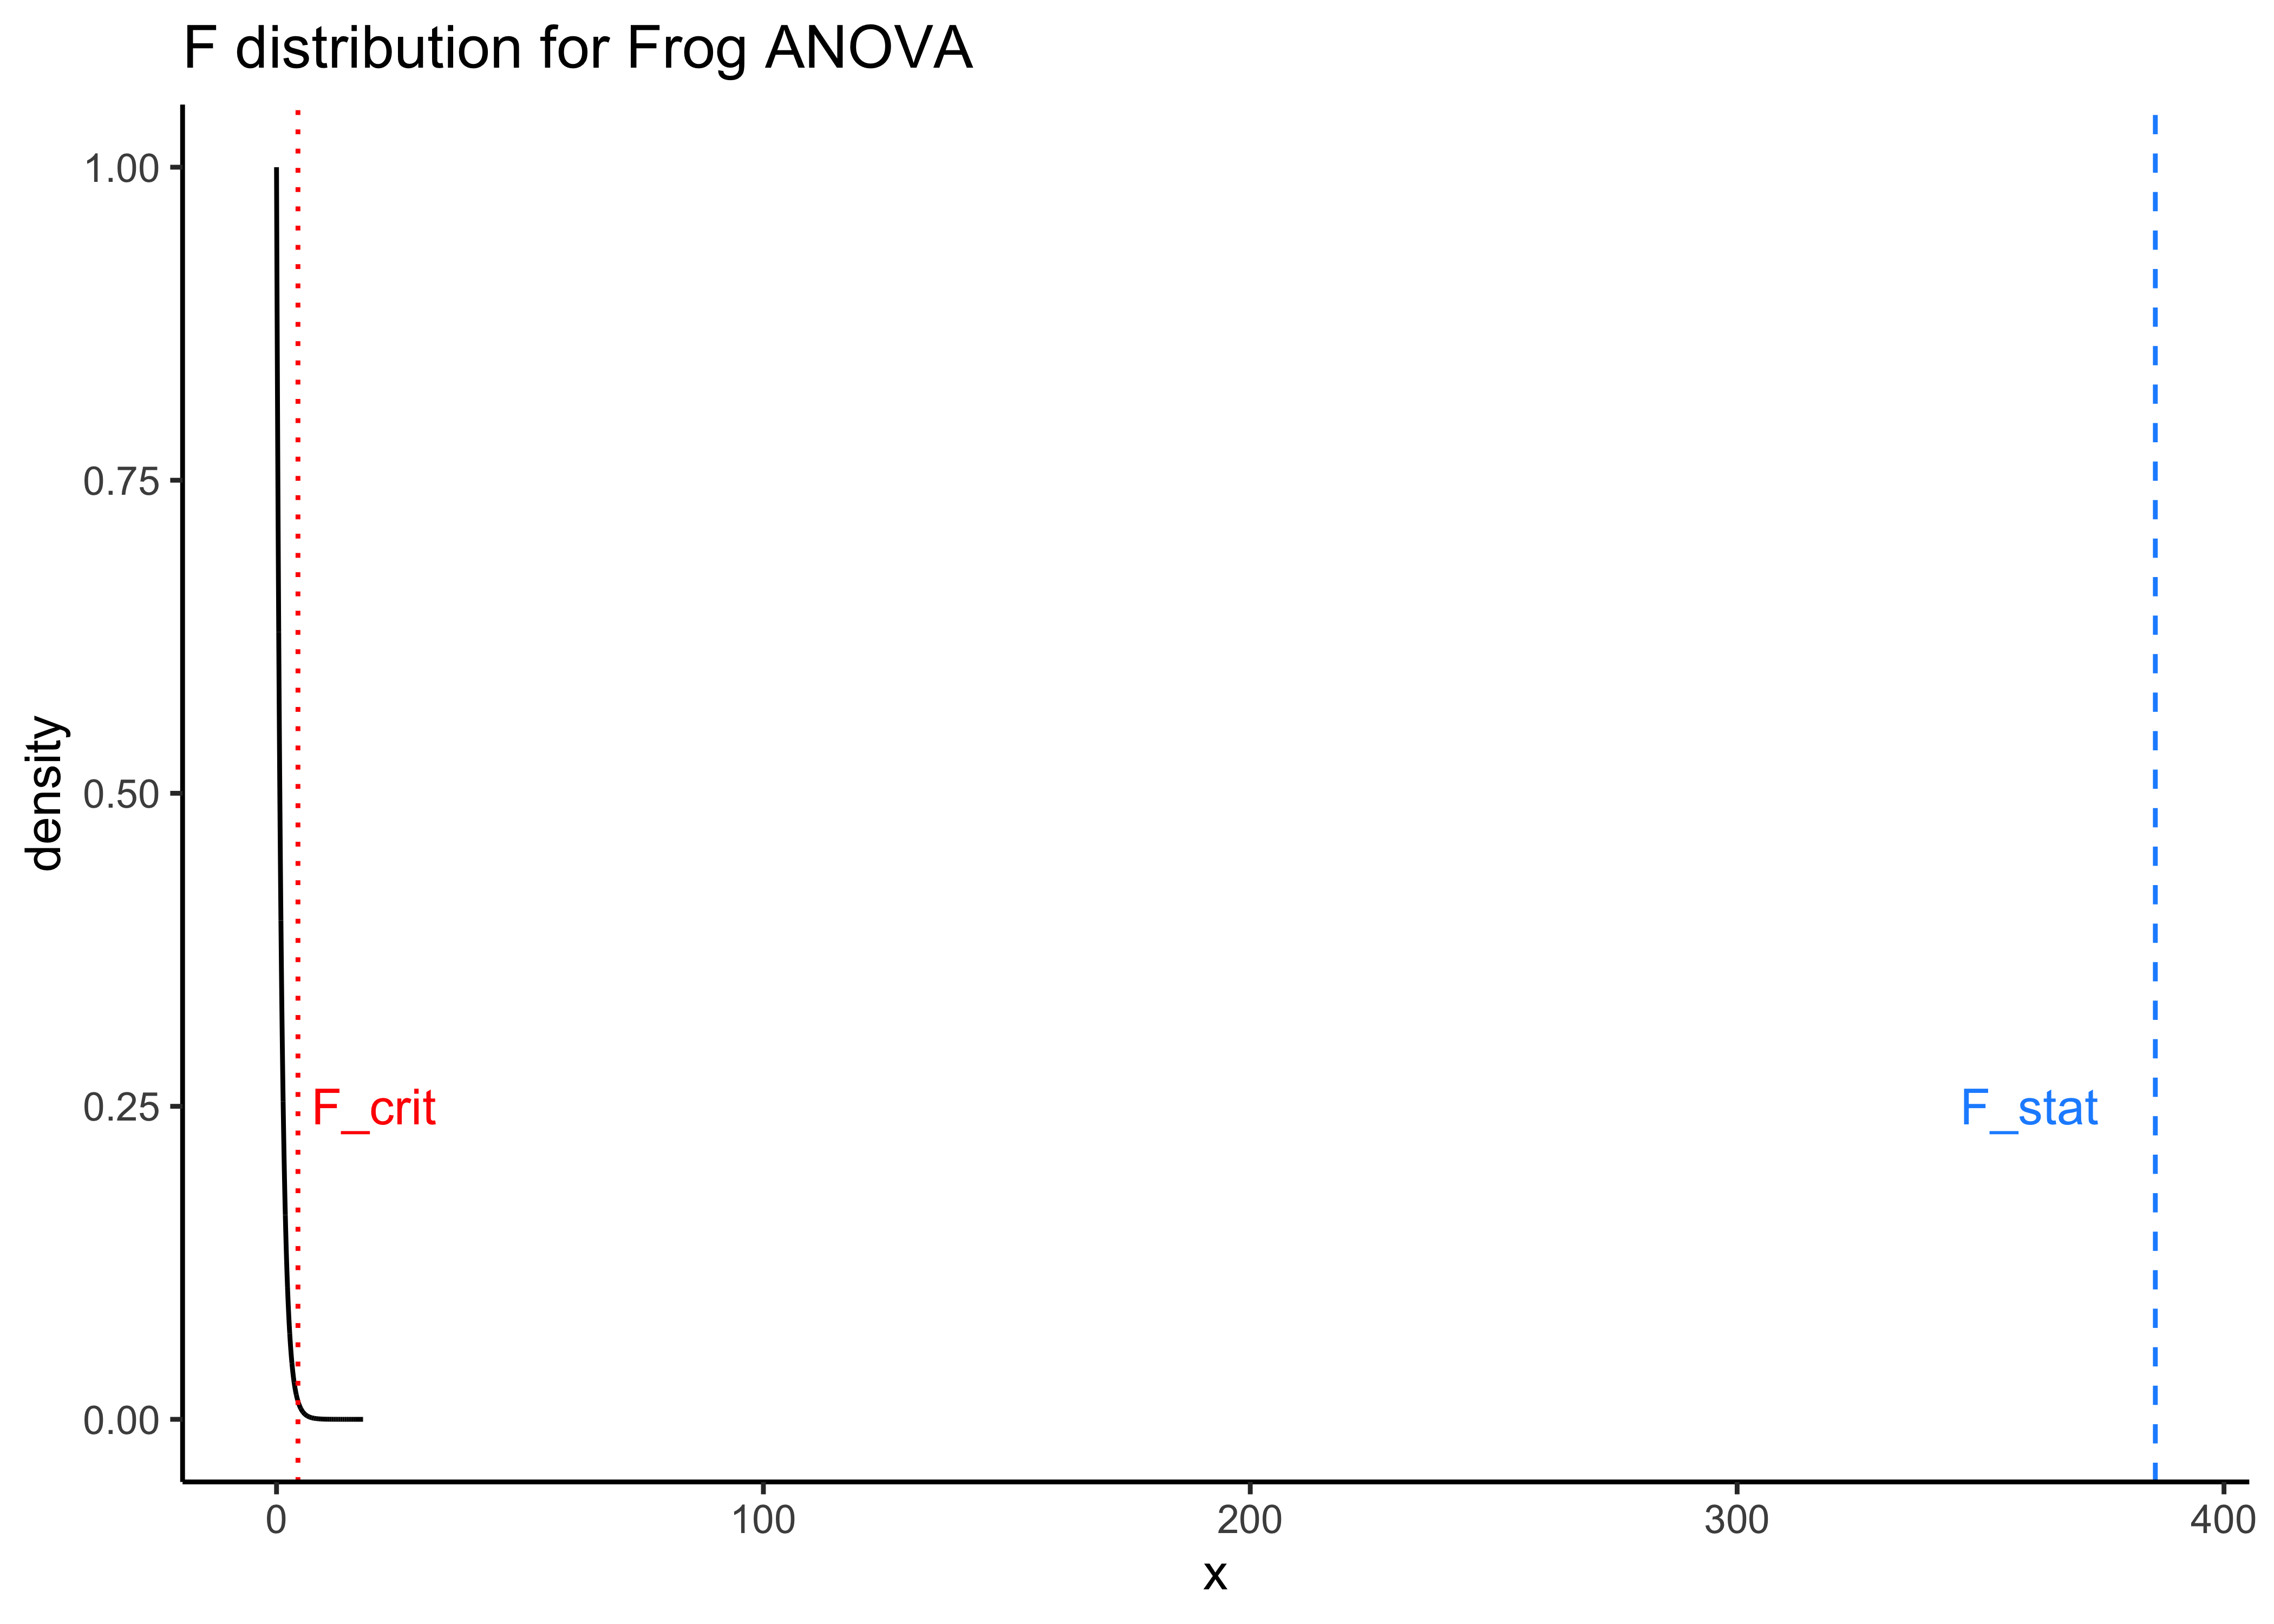 F distribution for Frog ANOVA
1.00
0.75
0.50
0.25
0.00
density
F_crit
F_stat
0 100 200 300 400
x